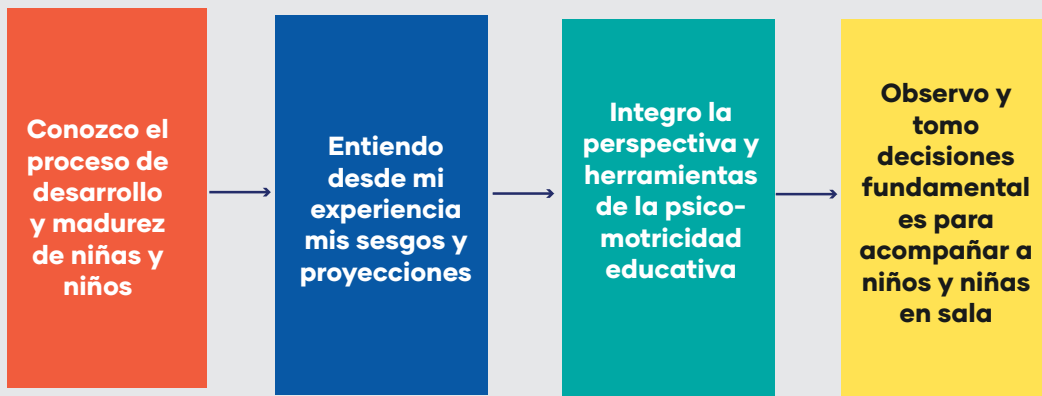 Conozco el
proceso de
desarrollo
y madurez
de niñas y
niños
Entiendo
desde mi
experiencia
mis sesgos y
proyecciones
Integro la
perspectiva y
herramientas
de la psico-
motricidad
educativa
Observo y
tomo
decisiones
fundamental
es para
acompañar a
niños y niñas
en sala